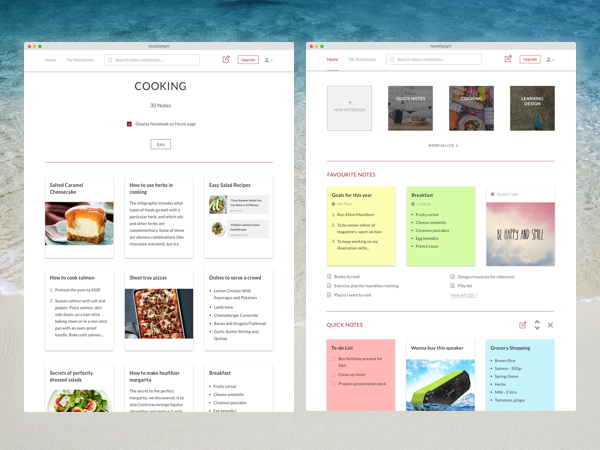 NoteDelight
Home
My Notebooks
Search notes, notebooks...
Upgrade
COOKING
30 Notes
Display Notebook on Home page
Edit
Salted Caramel
Cheesecake
How to use herbs in
cooking
The infographic includes what
types of foods go well with a
particular herb, and which oils
and other herbs are
complementary. Some of these
are obvious combinations (like
chocolate and mint), but try
Easy Salad Recipes
How to cook salmon
1. Preheat the oven to 450F
2. Season salmon with salt and
pepper. Place salmon, skin
side down, on a non-stick
baking sheet or in a non-stick
pan with an oven-proof
handle. Bake until salmon...
Sheet tray pizzas
Dishes to serve a crowd
Lemon Chicken With
Asparagus and Potatoes
Lamb stew
Cheeseburger Casserole
Bacon and Arugula Flatbread
Garlic Butter Shrimp and
Quinoa
Secrets of perfectly
dressed salads
How to make healthier
margarita
The secret to the perfect
margarita, we discovered, is to
Breakfast
Fruity cereal
Cheese omelette
Cinamon pancakes
Egg benedict
NoteDelight
Home
My Notebooks
Search notes, notebooks...
Upgrade
+
NEW NOTEBOOK
QUICK NOTES
COOKING
LEARNING
DESIGN
SHOW ALL (13)
FAVOURITE NOTES
Goals for this year
My Place
1. Run 42km Marathon
2. To be senior editor of
magazine's sport section
3. To keep working on my
illustration skills...
Breakfast
Cooking
Fruity cereal
Cheese omelette
Cinamon pancakes
Egg benedict
French toast
Quotes I Like
BE HAPPY AND SMILE
Books to read
Exercise plan for marathon running
Places I want to visit
Design resources for reference
Play list
View All (12) >
QUICK NOTES
To-do List
Buy birthday present for
Sam
Clean up closet
Prepare presentation deck
Wanna buy this speaker
Grocery Shopping
Brown Rice
Salmon - 300gr
Spring Onion
Herbs
Milk - 2 litre
Tomatoes, ginger